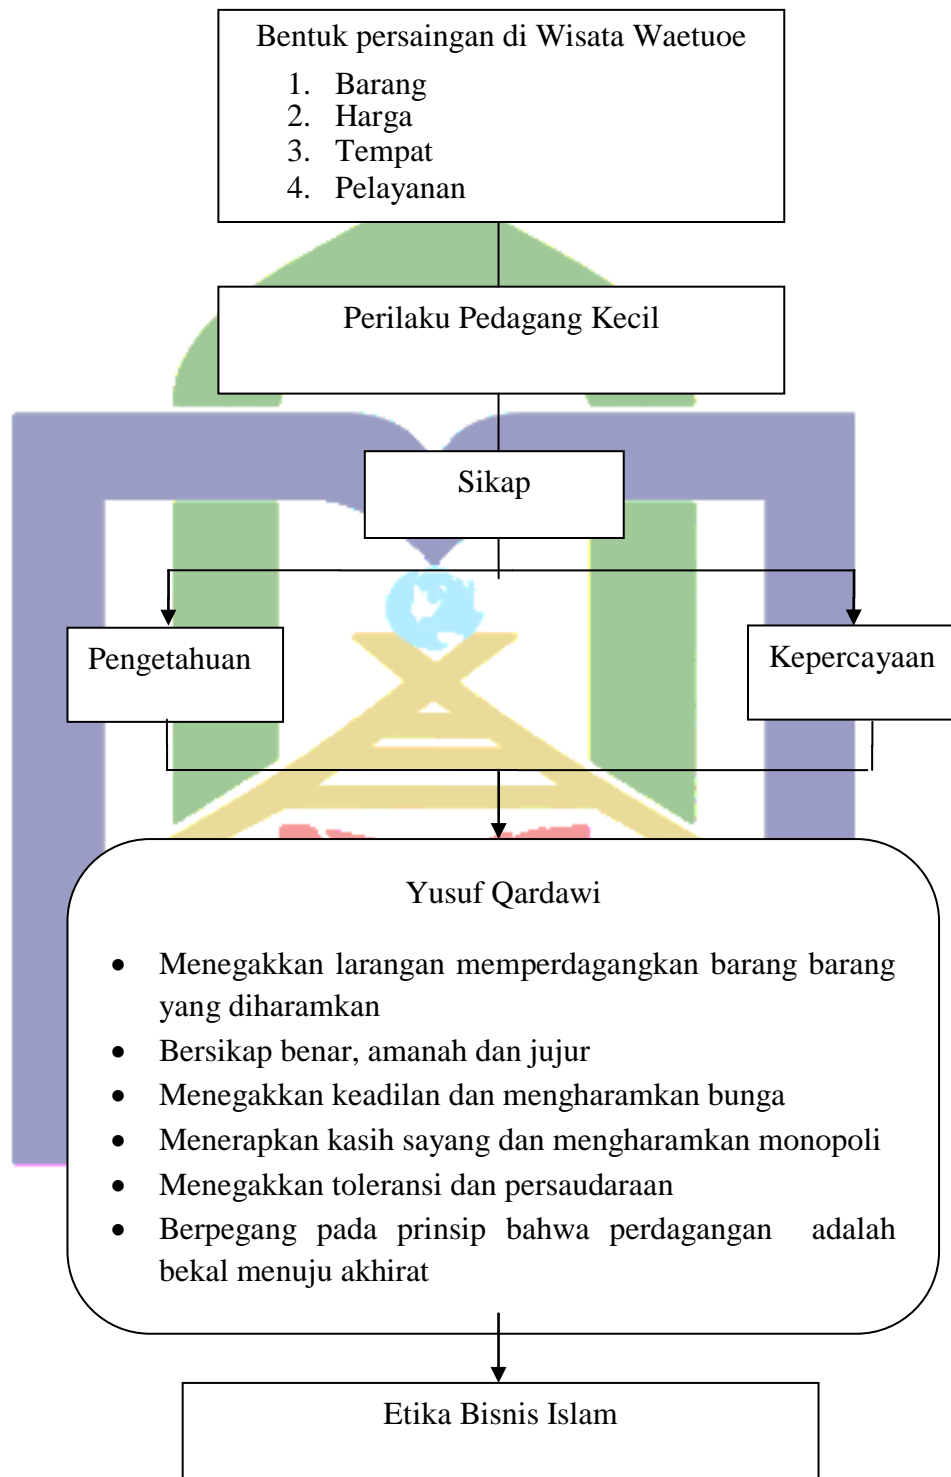 Bentuk persaingan di Wisata Waetuoe
1. Barang
2. Harga
3. Tempat
4. Pelayanan
Perilaku Pedagang Kecil
Sikap
Pengetahuan
Kepercayaan
Yusuf Qardawi
• Menegakkan larangan memperdagangkan barang barang
yang diharamkan
• Bersikap benar, amanah dan jujur
• Menegakkan keadilan dan mengharamkan bunga
• Menerapkan kasih sayang dan mengharamkan monopoli
• Menegakkan toleransi dan persaudaraan
• Berpegang pada prinsip bahwa perdagangan adalah
bekal menuju akhirat
Etika Bisnis Islam